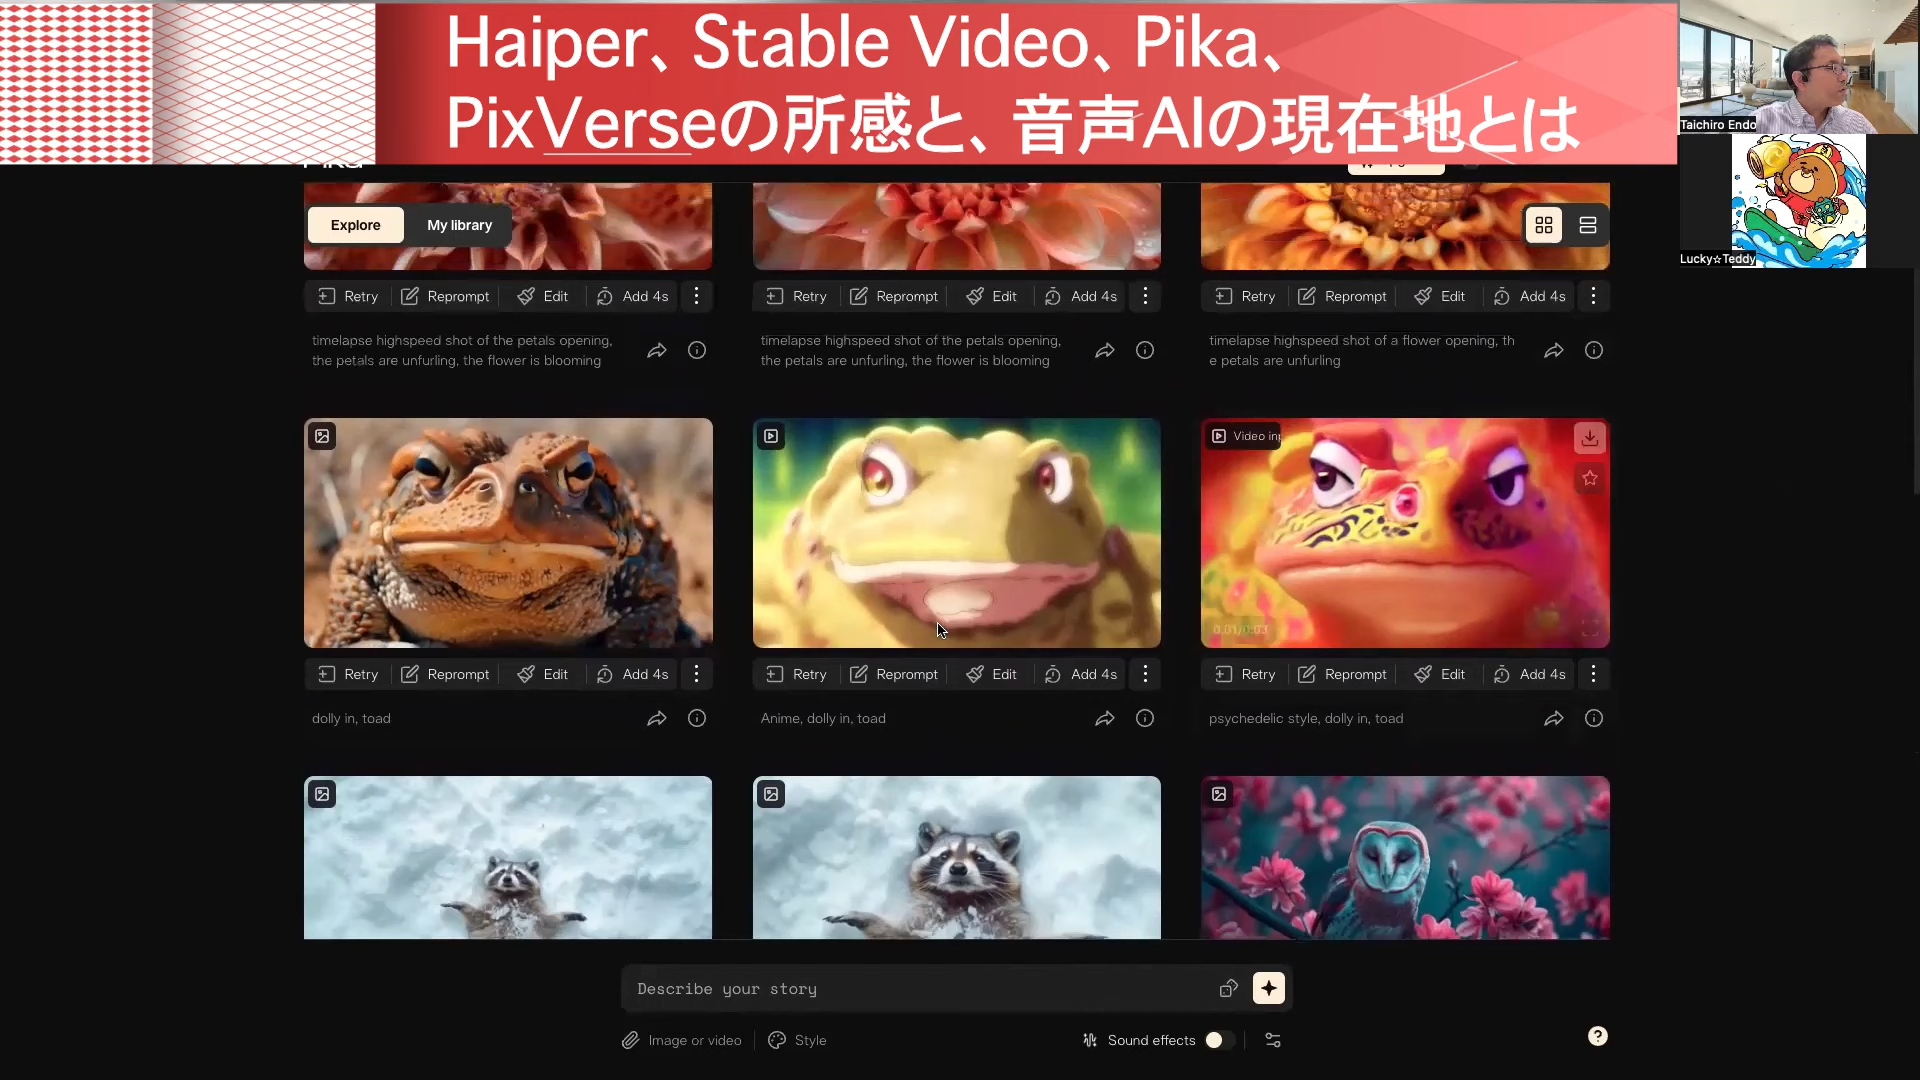 Haiper、Stable Video、Pika、
PixVerseの所感と、音声AIの現在地とは
Taichiro Endo
Lucky☆Teddy
Explore My library
Retry Reprompt Edit Add 4s
Retry Reprompt Edit Add 4s
Retry Reprompt Edit Add 4s
timelapse highspeed shot of the petals opening,
the petals are unfurling, the flower is blooming
timelapse highspeed shot of the petals opening,
the petals are unfurling, the flower is blooming
timelapse highspeed shot of a flower opening, th
e petals are unfurling
Video inp
0:01/0:03
Retry Reprompt Edit Add 4s
Retry Reprompt Edit Add 4s
Retry Reprompt Edit Add 4s
dolly in, toad
Anime, dolly in, toad
psychedelic style, dolly in, toad
Describe your story
Image or video Style Sound effects
?